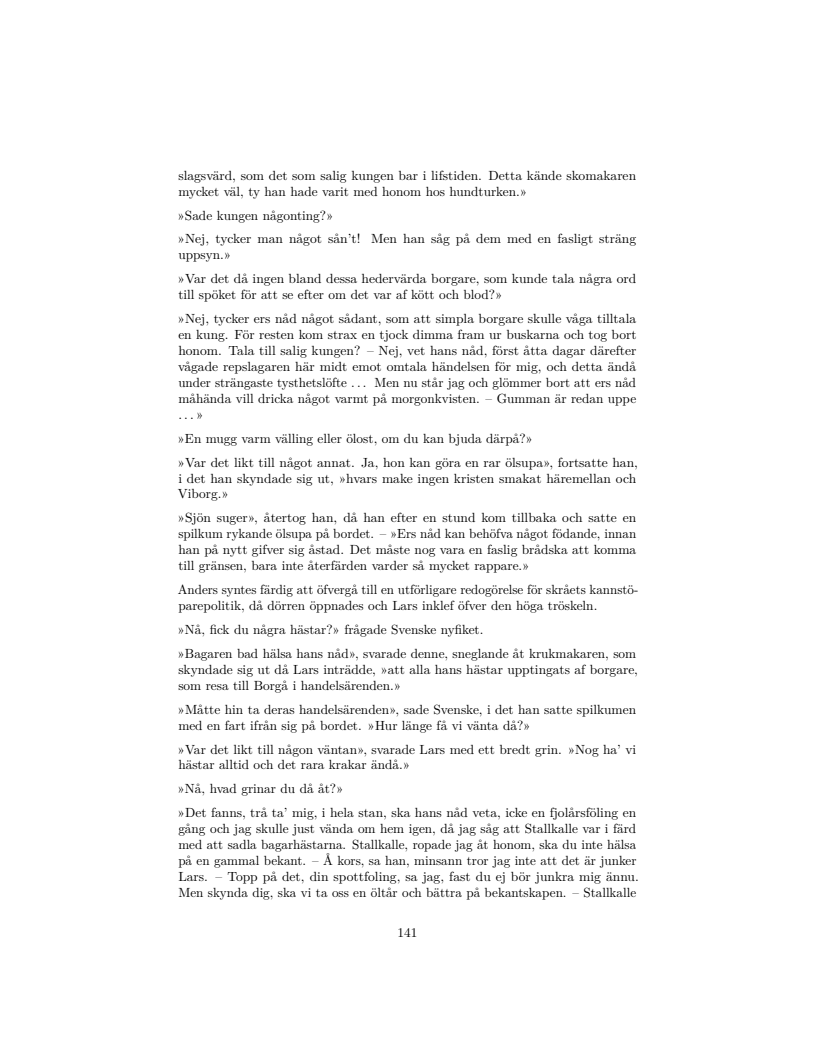 slagsvärd, som det som salig kungen bar i lifstiden. Detta kände skomakaren
mycket väl, ty han hade varit med honom hos hundturken.»
»Sade kungen någonting?»
»Nej, tycker man något sån't! Men han såg på dem med en fasligt sträng
uppsyn.»
»Var det då ingen bland dessa hedervärda borgare, som kunde tala några ord
till spöket för att se efter om det var af kött och blod?»
»Nej, tycker ers nåd något sådant, som att simpla borgare skulle våga tilltala
en kung. För resten kom strax en tjock dimma fram ur buskarna och tog bort
honom. Tala till salig kungen? – Nej, vet hans nåd, först åtta dagar därefter
vågade repslagaren här midt emot omtala händelsen för mig, och detta ändå
under strängaste tysthetslöfte ... Men nu står jag och glömmer bort att ers nåd
måhända vill dricka något varmt på morgonkvisten. – Gumman är redan uppe
...»
»En mugg varm välling eller ölost, om du kan bjuda därpå?»
»Var det likt till något annat. Ja, hon kan göra en rar ölsupa», fortsatte han,
i det han skyndade sig ut, »hvars make ingen kristen smakat häremellan och
Viborg.»
»Sjön suger», återtog han, då han efter en stund kom tillbaka och satte en
spilkum rykande ölsupa på bordet. – »Ers nåd kan behöfva något födande, innan
han på nytt gifver sig åstad. Det måste nog vara en faslig brådska att komma
till gränsen, bara inte återfärden varder så mycket rappare.»
Anders syntes färdig att öfvergå till en utförligare redogörelse för skråets kannstö-
parepolitik, då dörren öppnades och Lars inklef öfver den höga tröskeln.
»Nå, fick du några hästar?» frågade Svenske nyfiket.
»Bagaren bad hälsa hans nåd», svarade denne, sneglande åt krukmakaren, som
skyndade sig ut då Lars inträdde, »att alla hans hästar upptingats af borgare,
som resa till Borgå i handelsärenden.»
»Måtte hin ta deras handelsärenden», sade Svenske, i det han satte spilkumen
med en fart ifrån sig på bordet. »Hur länge få vi vänta då?»
»Var det likt till någon väntan», svarade Lars med ett bredt grin. »Nog ha' vi
hästar alltid och det rara krakar ändå.»
»Nå, hvad grinar du då åt?»
»Det fanns, trå ta' mig, i hela stan, ska hans nåd veta, icke en fjolårsföling en
gång och jag skulle just vända om hem igen, då jag såg att Stallkalle var i färd
med att sadla bagarhästarna. Stallkalle, ropade jag åt honom, ska du inte hälsa
på en gammal bekant. – Å kors, sa han, minsann tror jag inte att det är junker
Lars. – Topp på det, din spottfoling, sa jag, fast du ej bör junkra mig ännu.
Men skynda dig, ska vi ta oss en öltår och bättra på bekantskapen. – Stallkalle
141